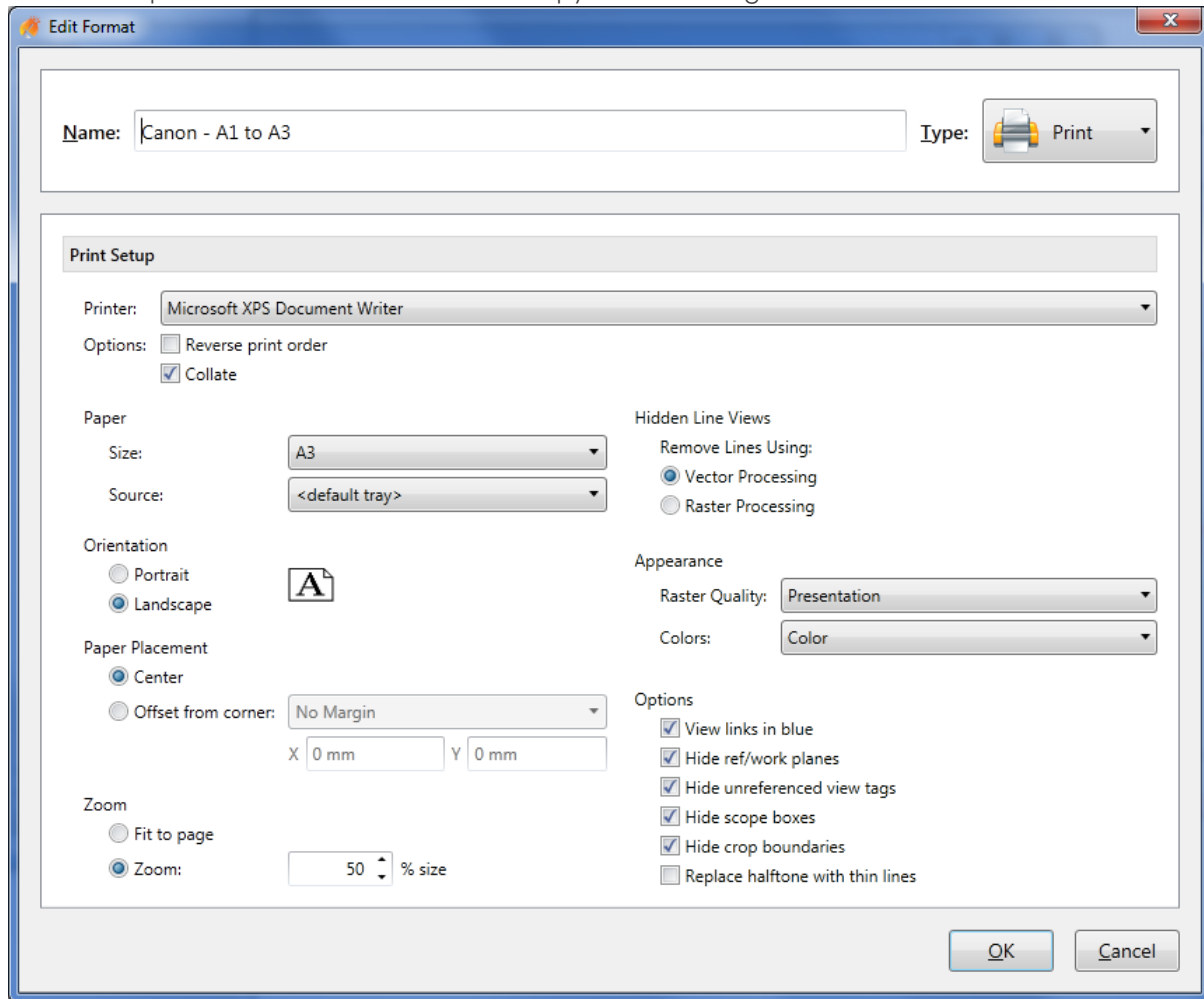 Edit Format
Name: Canon - A1 to A3
Type: Print
Print Setup
Printer: Microsoft XPS Document Writer
Options: Reverse print order
Collate
Paper
Size: A3
Source: <default tray>
Orientation
Portrait
Landscape
A
Paper Placement
Center
Offset from corner: No Margin
X 0 mm Y 0 mm
Zoom
Fit to page
Zoom: 50 % size
Hidden Line Views
Remove Lines Using:
Vector Processing
Raster Processing
Appearance
Raster Quality: Presentation
Colors: Color
Options
View links in blue
Hide ref/work planes
Hide unreferenced view tags
Hide scope boxes
Hide crop boundaries
Replace halftone with thin lines
OK Cancel